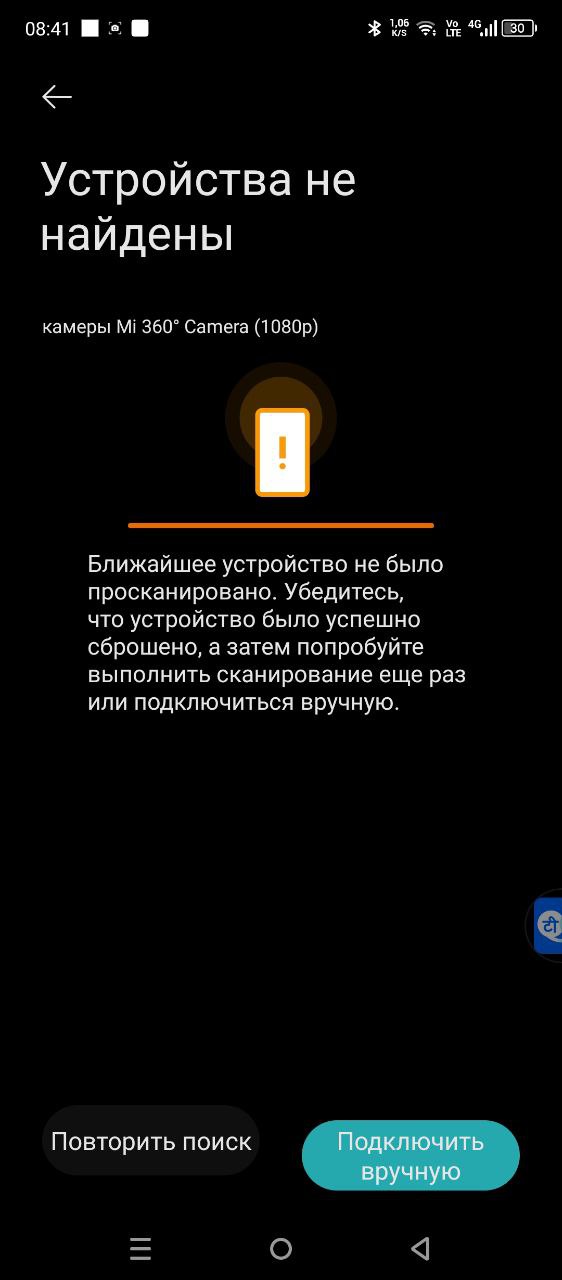 08:41 1,06 K/S Vo LTE 4G 30
Устройства не
найдены
камеры Mi 360° Camera (1080p)
!
Ближайшее устройство не было
просканировано. Убедитесь,
что устройство было успешно
сброшено, а затем попробуйте
выполнить сканирование еще раз
или подключиться вручную.
टी
Повторить поиск
Подключить
вручную